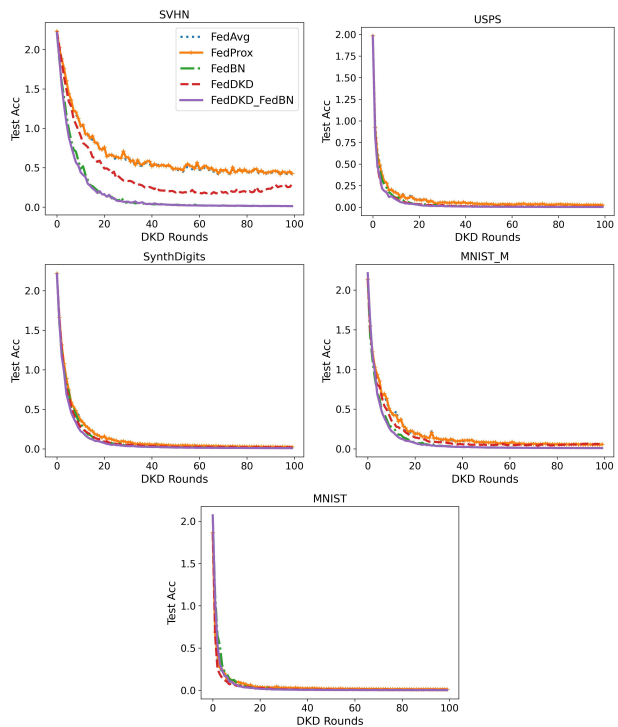 SVHN
2.0
1.5
1.0
0.5
0.0
Test Acc
FedAvg
FedProx
FedBN
FedDKD
FedDKD_FedBN
0 20 40 60 80 100
DKD Rounds
USPS
2.00
1.75
1.50
1.25
1.00
0.75
0.50
0.25
0.00
Test Acc
0 20 40 60 80 100
DKD Rounds
SynthDigits
2.0
1.5
1.0
0.5
0.0
Test Acc
0 20 40 60 80 100
DKD Rounds
MNIST_M
2.0
1.5
1.0
0.5
0.0
Test Acc
0 20 40 60 80 100
DKD Rounds
MNIST
2.0
1.5
1.0
0.5
0.0
Test Acc
0 20 40 60 80 100
DKD Rounds